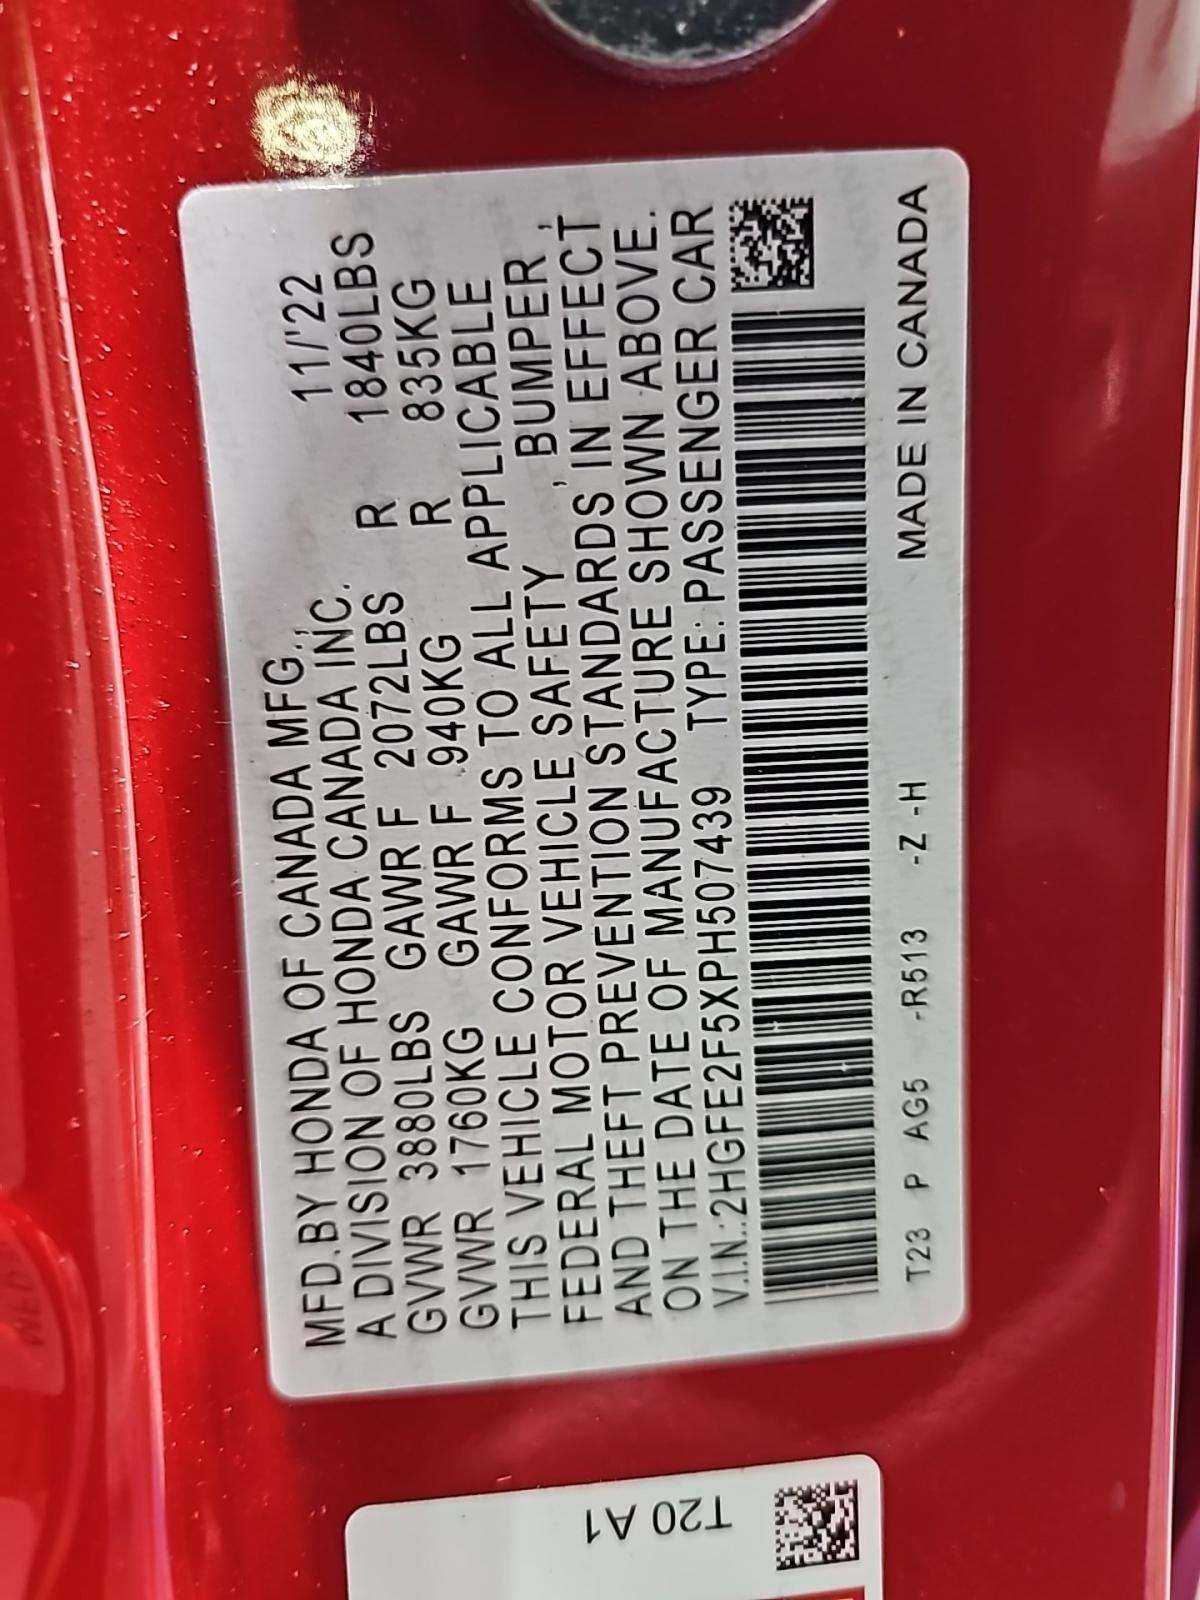 MFD.BY HONDA OF CANADA MFG., 11/'22
A DIVISION OF HONDA CANADA INC.
GVWR 3880LBS GAWR F 2072LBS R 1840LBS
GVWR 1760KG GAWR F 940KG R 835KG
THIS VEHICLE CONFORMS TO ALL APPLICABLE
FEDERAL MOTOR VEHICLE SAFETY , BUMPER ,
AND THEFT PREVENTION STANDARDS IN EFFECT
ON THE DATE OF MANUFACTURE SHOWN ABOVE.
V.I.N.:2HGFE2F5XPH507439 TYPE: PASSENGER CAR
T23 P AG5 -R513 -Z -H MADE IN CANADA
T20 A1